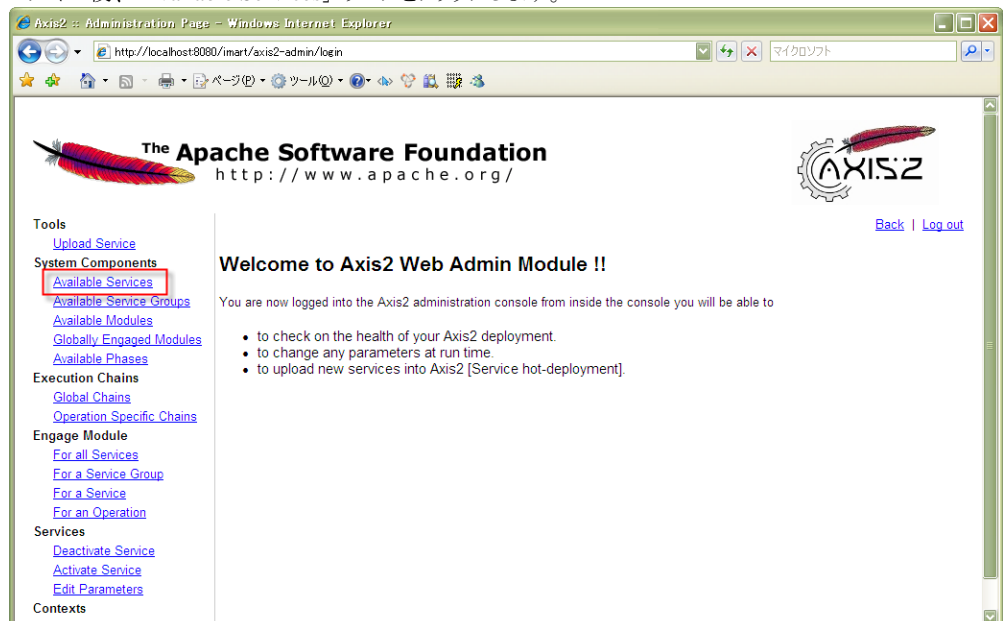 Axis2 :: Administration Page - Windows Internet Explorer
http://localhost:8080/imart/axis2-admin/login
マイクロソフト
ページ(P) ツール(O)
The Apache Software Foundation
http://www.apache.org/
AXIS2
Back | Log out
Tools
Upload Service
System Components
Available Services
Available Service Groups
Available Modules
Globally Engaged Modules
Available Phases
Execution Chains
Global Chains
Operation Specific Chains
Engage Module
For all Services
For a Service Group
For a Service
For an Operation
Services
Deactivate Service
Activate Service
Edit Parameters
Contexts
Welcome to Axis2 Web Admin Module !!
You are now logged into the Axis2 administration console from inside the console you will be able to
to check on the health of your Axis2 deployment.
to change any parameters at run time.
to upload new services into Axis2 [Service hot-deployment].